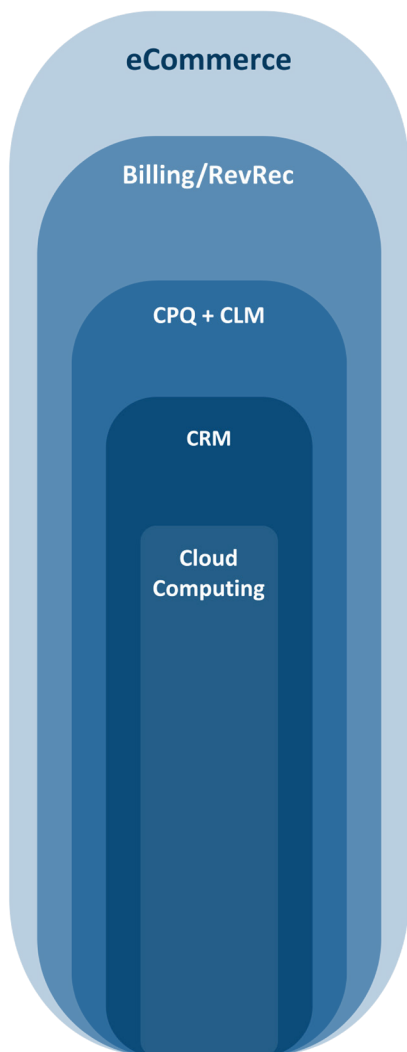 eCommerce
Billing/RevRec
CPQ + CLM
CRM
Cloud
Computing